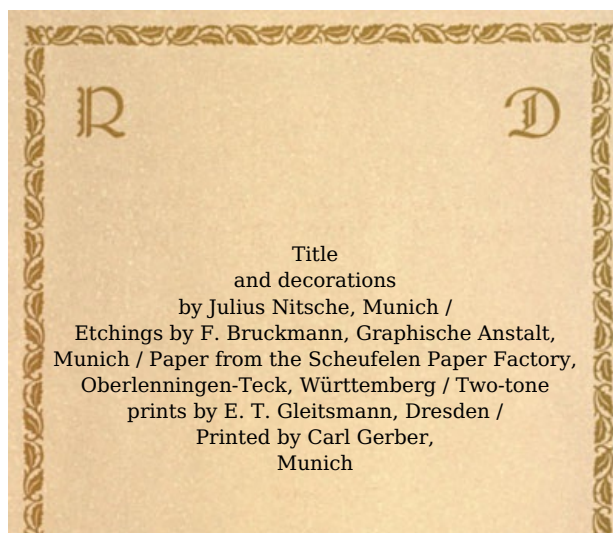 R D
Title
and decorations
by Julius Nitsche, Munich /
Etchings by F. Bruckmann, Graphische Anstalt,
Munich / Paper from the Scheufelen Paper Factory,
Oberlenningen-Teck, Württemberg / Two-tone
prints by E. T. Gleitsmann, Dresden /
Printed by Carl Gerber,
Munich